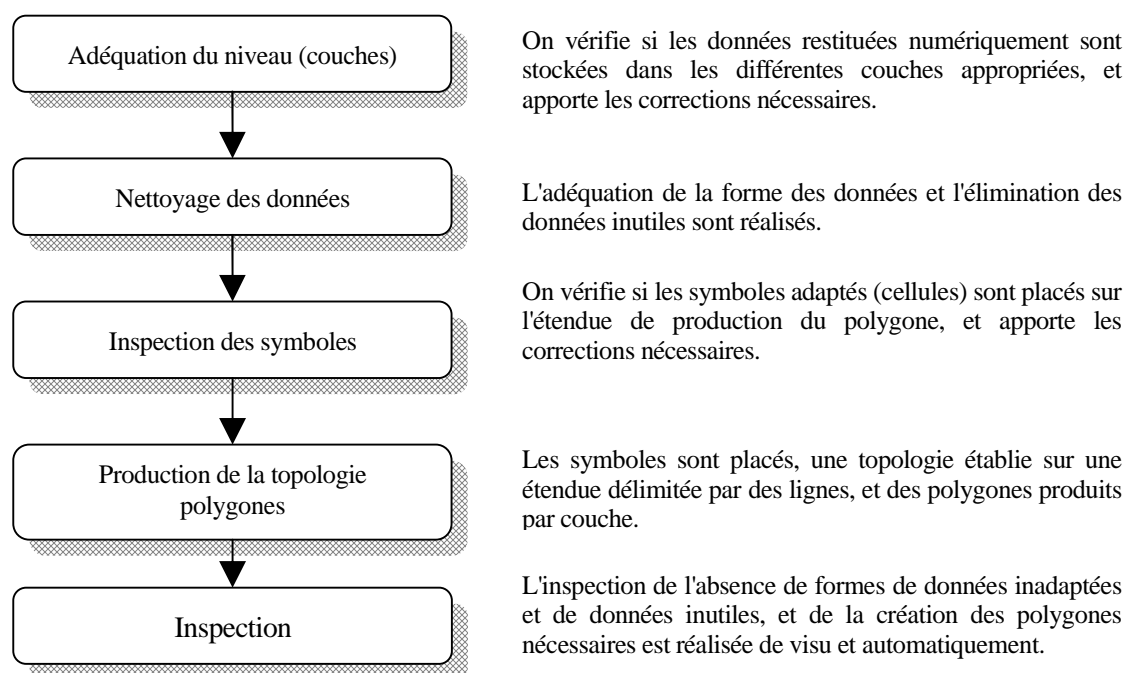 Adéquation du niveau (couches)
On vérifie si les données restituées numériquement sont
stockées dans les différentes couches appropriées, et
apporte les corrections nécessaires.
Nettoyage des données
L'adéquation de la forme des données et l'élimination des
données inutiles sont réalisés.
Inspection des symboles
On vérifie si les symboles adaptés (cellules) sont placés sur
l'étendue de production du polygone, et apporte les
corrections nécessaires.
Production de la topologie
polygones
Les symboles sont placés, une topologie établie sur une
étendue délimitée par des lignes, et des polygones produits
par couche.
Inspection
L'inspection de l'absence de formes de données inadaptées
et de données inutiles, et de la création des polygones
nécessaires est réalisée de visu et automatiquement.